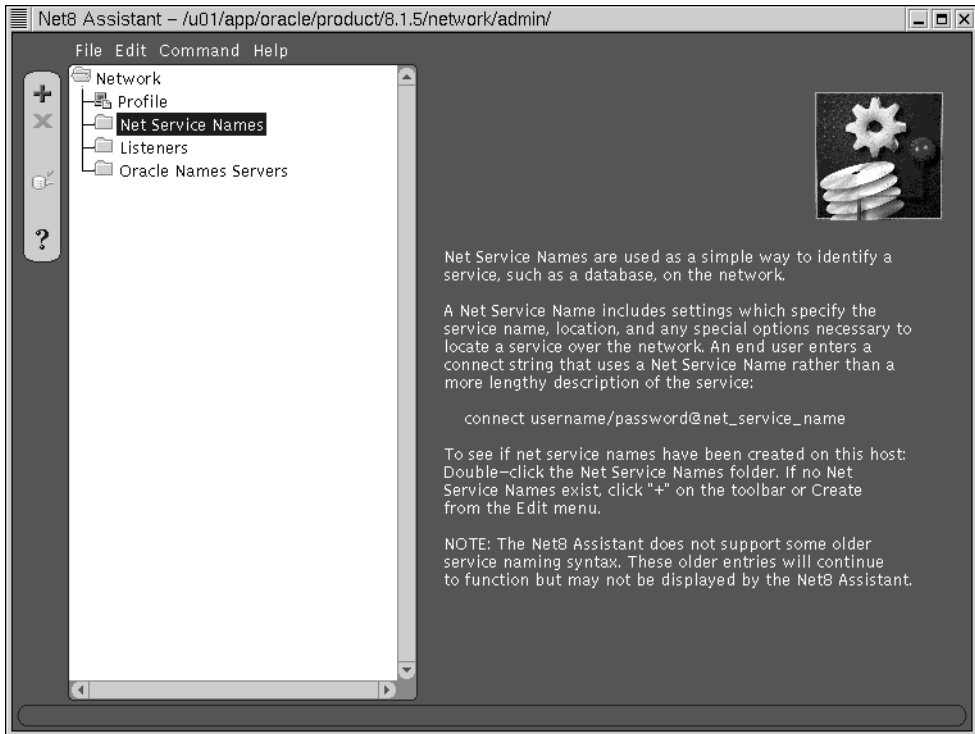 Net8 Assistant – /u01/app/oracle/product/8.1.5/network/admin/
File Edit Command Help
Network
Profile
Net Service Names
Listeners
Oracle Names Servers
?
Net Service Names are used as a simple way to identify a
service, such as a database, on the network.
A Net Service Name includes settings which specify the
service name, location, and any special options necessary to
locate a service over the network. An end user enters a
connect string that uses a Net Service Name rather than a
more lengthy description of the service:
connect username/password@net_service_name
To see if net service names have been created on this host:
Double–click the Net Service Names folder. If no Net
Service Names exist, click "+" on the toolbar or Create
from the Edit menu.
NOTE: The Net8 Assistant does not support some older
service naming syntax. These older entries will continue
to function but may not be displayed by the Net8 Assistant.